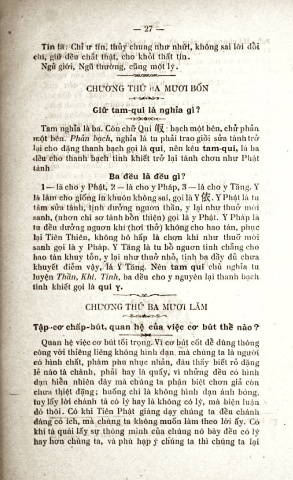 — 27 —
Tín là: Chỉ ư tín, thủy chung như nhứt, không sai lời dối
chi, giữ đều chất thật, cho khỏi thất tín.
Ngũ giới, Ngũ thường, cũng một lý.
CHƯƠNG THỨ BA MƯƠI BỐN
Giữ tam-qui là nghĩa gì?
Tam nghĩa là ba. Còn chữ Qui 皈: bạch một bên, chữ phản
một bên. Phản bạch, nghĩa là tu phải trao giồi sửa tánh trở
lại cho đặng thanh bạch gọi là qui, nên kêu tam-qui, là ba
đều cho thanh bạch tinh khiết trở lại tánh chơn như Phật
tánh.
Ba đều là đều gì?
1 — là cho y Phật, 2 — là cho y Pháp, 3 — là cho y Tăng. Y
là làm cho giống in khuôn không sai, gọi là Y 依. Y Phật là tu
tâm sửa tánh, tịnh dưỡng ngươn thần, y lại như thuở mới
sanh, (nhơn chi sơ tánh bổn thiện) gọi là y Phật. Y Pháp là
tu đều dưỡng ngươn khí (hơi thở) không cho hao tán, phục
lại Tiên Thiên, không hô hấp là chơn khí như thuở mới
sanh gọi là y Pháp. Y Tăng là tu bồ ngươn tinh chẳng cho
hao tán khuy tổn, y lại như thuở nhỏ, tinh ba đầy đủ chưa
khuyết điểm vậy, là Y Tăng. Nên tam qui chủ nghĩa tu
luyện Thần, Khí, Tinh, ba đều cho y nguyên lại thanh bạch
tinh khiết gọi là qui y.
CHƯƠNG THỨ BA MƯƠI LĂM
Tập-cơ chấp-bút, quan hệ của việc cơ bút thế nào?
Quan hệ việc cơ bút tối trọng. Vì cơ bút cốt để dùng thông
công với thiêng liêng không hình dạn, mà chúng ta là người
có hình chất, phàm phu nhục nhãn, đâu thấy biết rõ đặng
lẽ nào tà chánh, phải hay là quấy, vì những đều có hình
dạn hiển nhiên đây mà chúng ta phân biệt chơn giả còn
chưa thiệt đặng; huống chi là không hình dạn ảnh bóng,
tuy lấy lời chánh tà có lý hay là không có lý, mà biện luận
đó thôi. Có khi Tiên Phật giáng dạy chúng ta đều chánh
đáng có ích, mà chúng ta không muốn làm theo lời ấy. Có
khi tà quái lấy sự thông minh của chúng nó bày đều có lý
hay hơn chúng ta, và phù hạp ý chúng ta thì chúng ta lại